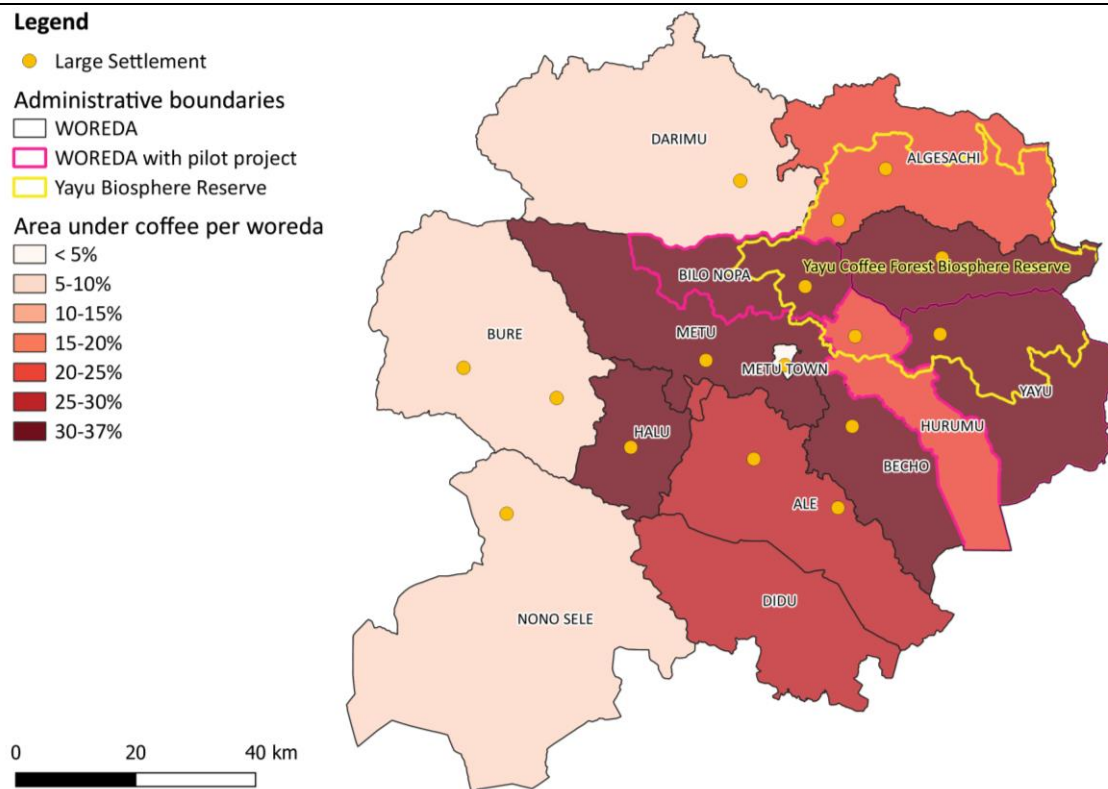 Legend
Large Settlement
Administrative boundaries
WOREDA
WOREDA with pilot project
Yayu Biosphere Reserve
Area under coffee per woreda
< 5%
5-10%
10-15%
15-20%
20-25%
25-30%
30-37%
0 20 40 km
DARIMU
ALGESACHI
BILO NOPA
Yayu Coffee Forest Biosphere Reserve
BURE
METU
METU TOWN
YAYU
HURUMU
HALU
BECHO
ALE
DIDU
NONO SELE